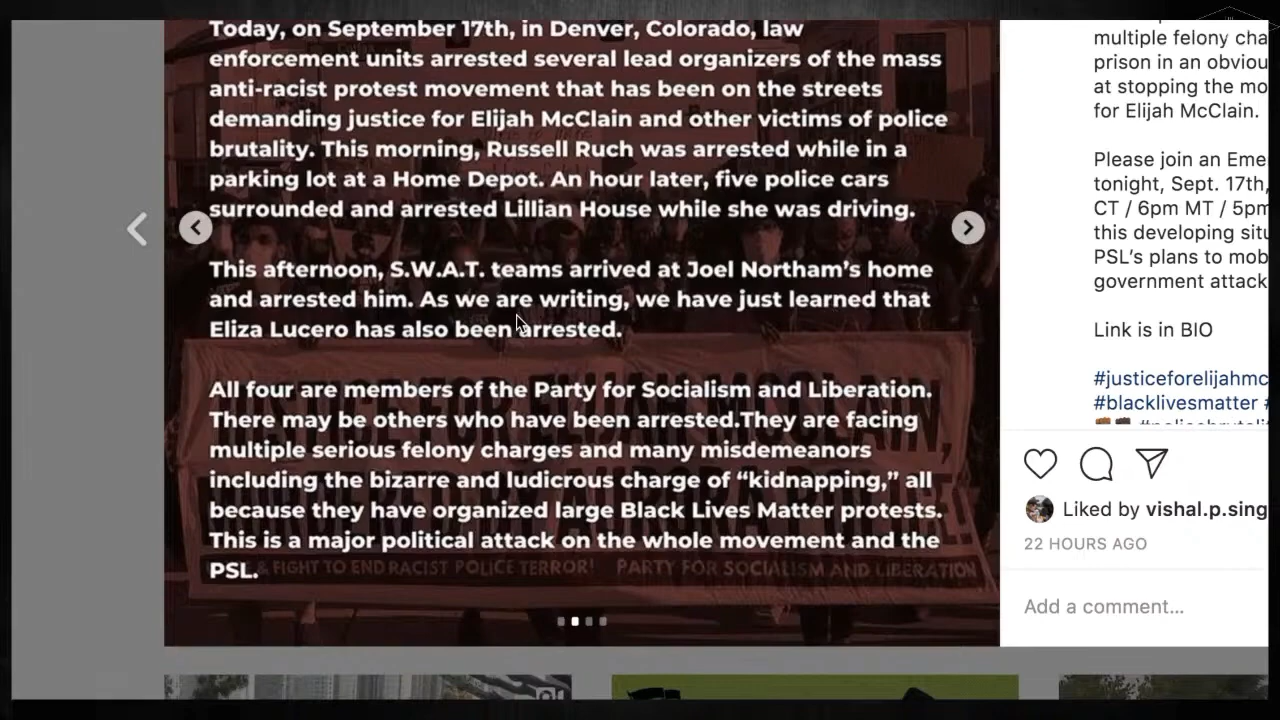 Today, on September 17th, in Denver, Colorado, law
enforcement units arrested several lead organizers of the mass
anti-racist protest movement that has been on the streets
demanding justice for Elijah McClain and other victims of police
brutality. This morning, Russell Ruch was arrested while in a
parking lot at a Home Depot. An hour later, five police cars
surrounded and arrested Lillian House while she was driving.
This afternoon, S.W.A.T. teams arrived at Joel Northam's home
and arrested him. As we are writing, we have just learned that
Eliza Lucero has also been arrested.
All four are members of the Party for Socialism and Liberation.
There may be others who have been arrested.They are facing
multiple serious felony charges and many misdemeanors
including the bizarre and ludicrous charge of “kidnapping,” all
because they have organized large Black Lives Matter protests.
This is a major political attack on the whole movement and the
PSL.
& FIGHT TO END RACIST POLICE TERROR! PARTY FOR SOCIALISM AND LIBERATION
multiple felony cha
prison in an obviou
at stopping the mo
for Elijah McClain.
Please join an Eme
tonight, Sept. 17th,
CT / 6pm MT / 5pm
this developing situ
PSL's plans to mob
government attack
Link is in BIO
#justiceforelijahmc
#blacklivesmatter #
Liked by vishal.p.sing
22 HOURS AGO
Add a comment...